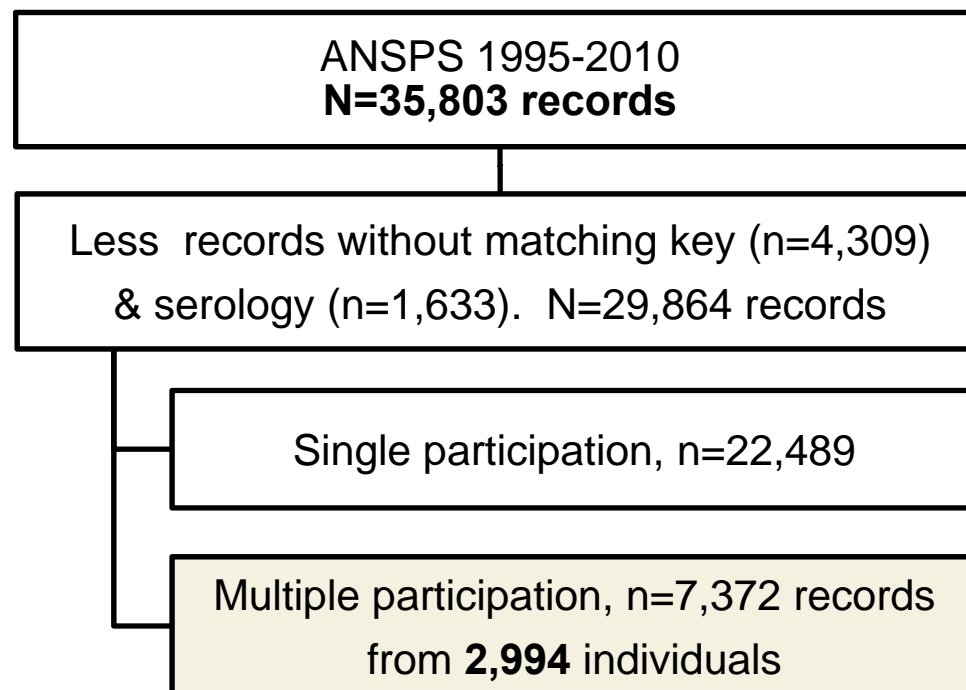 ANSPS 1995-2010
N=35,803 records
Less  records without matching key (n=4,309)
& serology (n=1,633).  N=29,864 records
Single participation, n=22,489
Multiple participation, n=7,372 records
from 2,994 individuals